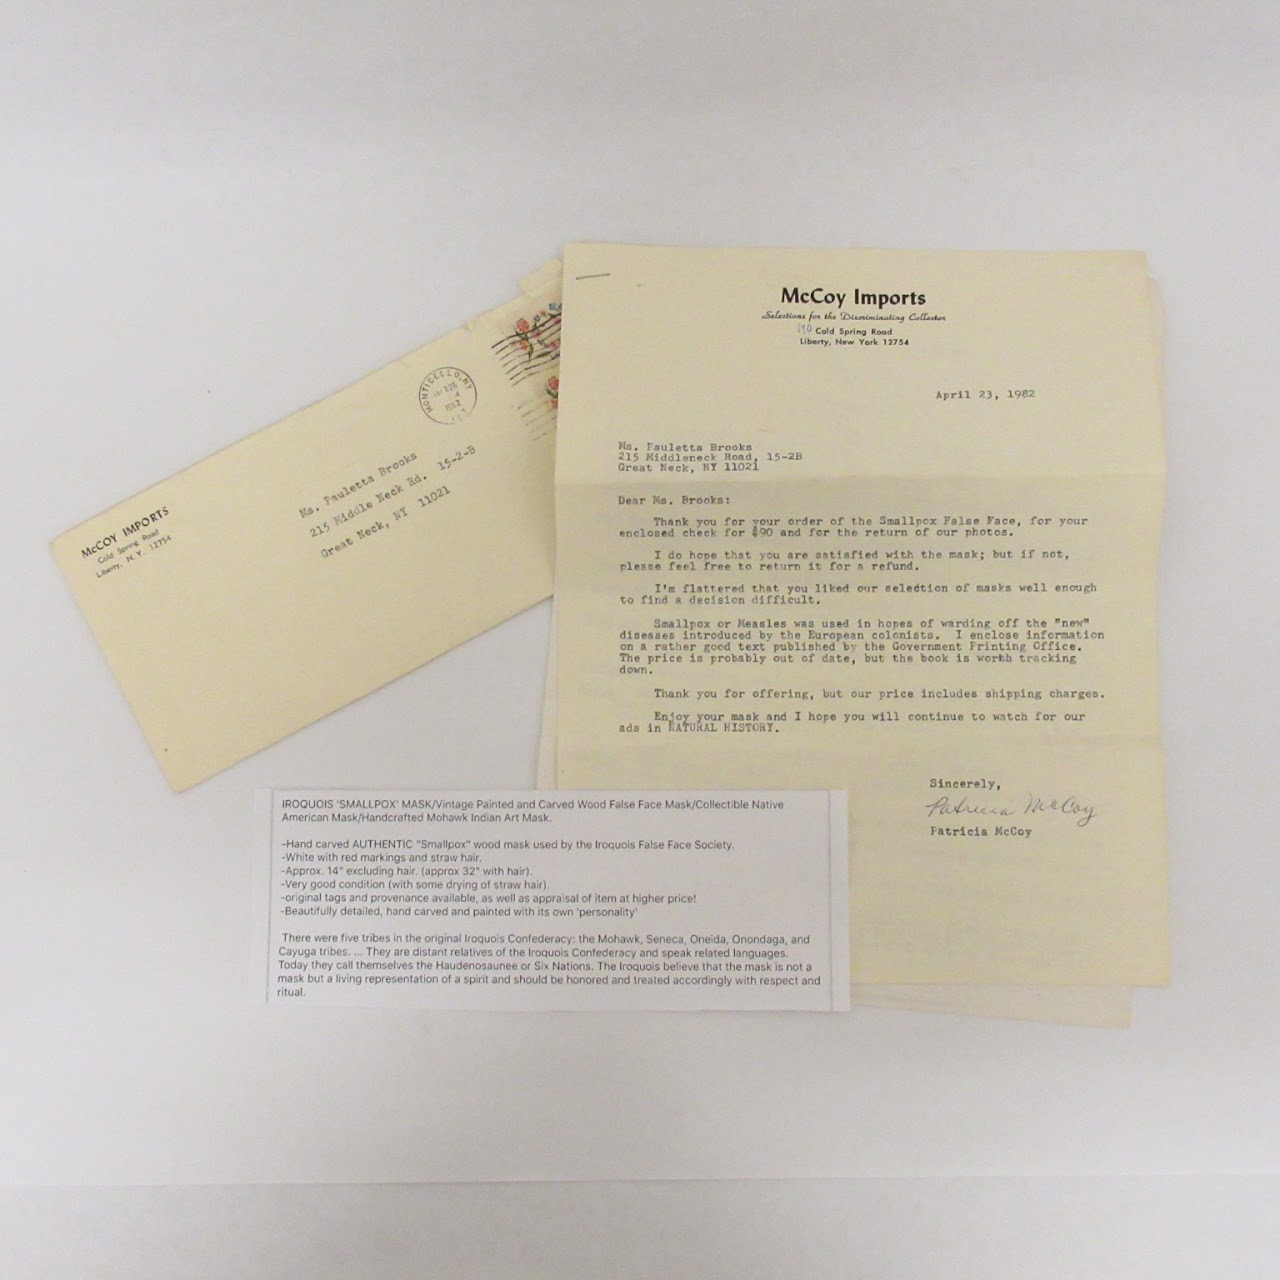 McCoy Imports
Selections for the Discriminating Collector
190 Cold Spring Road
Liberty, New York 12754
April 23, 1982
Ms. Pauletta Brooks
215 Middleneck Road, 15-2B
Great Neck, NY 11021
Dear Ms. Brooks:
Thank you for your order of the Smallpox False Face, for your
enclosed check for $90 and for the return of our photos.
I do hope that you are satisfied with the mask; but if not,
please feel free to return it for a refund.
I'm flattered that you liked our selection of masks well enough
to find a decision difficult.
Smallpox or Measles was used in hopes of warding off the "new"
diseases introduced by the European colonists. I enclose information
on a rather good text published by the Government Printing Office.
The price is probably out of date, but the book is worth tracking
down.
Thank you for offering, but our price includes shipping charges.
Enjoy your mask and I hope you will continue to watch for our
ads in NATURAL HISTORY.
Sincerely,
Patricia McCoy
Patricia McCoy
McCOY IMPORTS
Cold Spring Road
Liberty, N.Y. 12754
MONTICELLO, NY
1982
Ms. Pauletta Brooks
215 Middle Neck Rd. 15-2-B
Great Neck, NY 11021
IROQUOIS 'SMALLPOX' MASK/Vintage Painted and Carved Wood False Face Mask/Collectible Native
American Mask/Handcrafted Mohawk Indian Art Mask.
-Hand carved AUTHENTIC "Smallpox" wood mask used by the Iroquois False Face Society.
-White with red markings and straw hair.
-Approx. 14" excluding hair. (approx 32" with hair).
-Very good condition (with some drying of straw hair).
-original tags and provenance available, as well as appraisal of item at higher price!
-Beautifully detailed, hand carved and painted with its own 'personality'
There were five tribes in the original Iroquois Confederacy: the Mohawk, Seneca, Oneida, Onondaga, and
Cayuga tribes. ... They are distant relatives of the Iroquois Confederacy and speak related languages.
Today they call themselves the Haudenosaunee or Six Nations. The Iroquois believe that the mask is not a
mask but a living representation of a spirit and should be honored and treated accordingly with respect and
ritual.